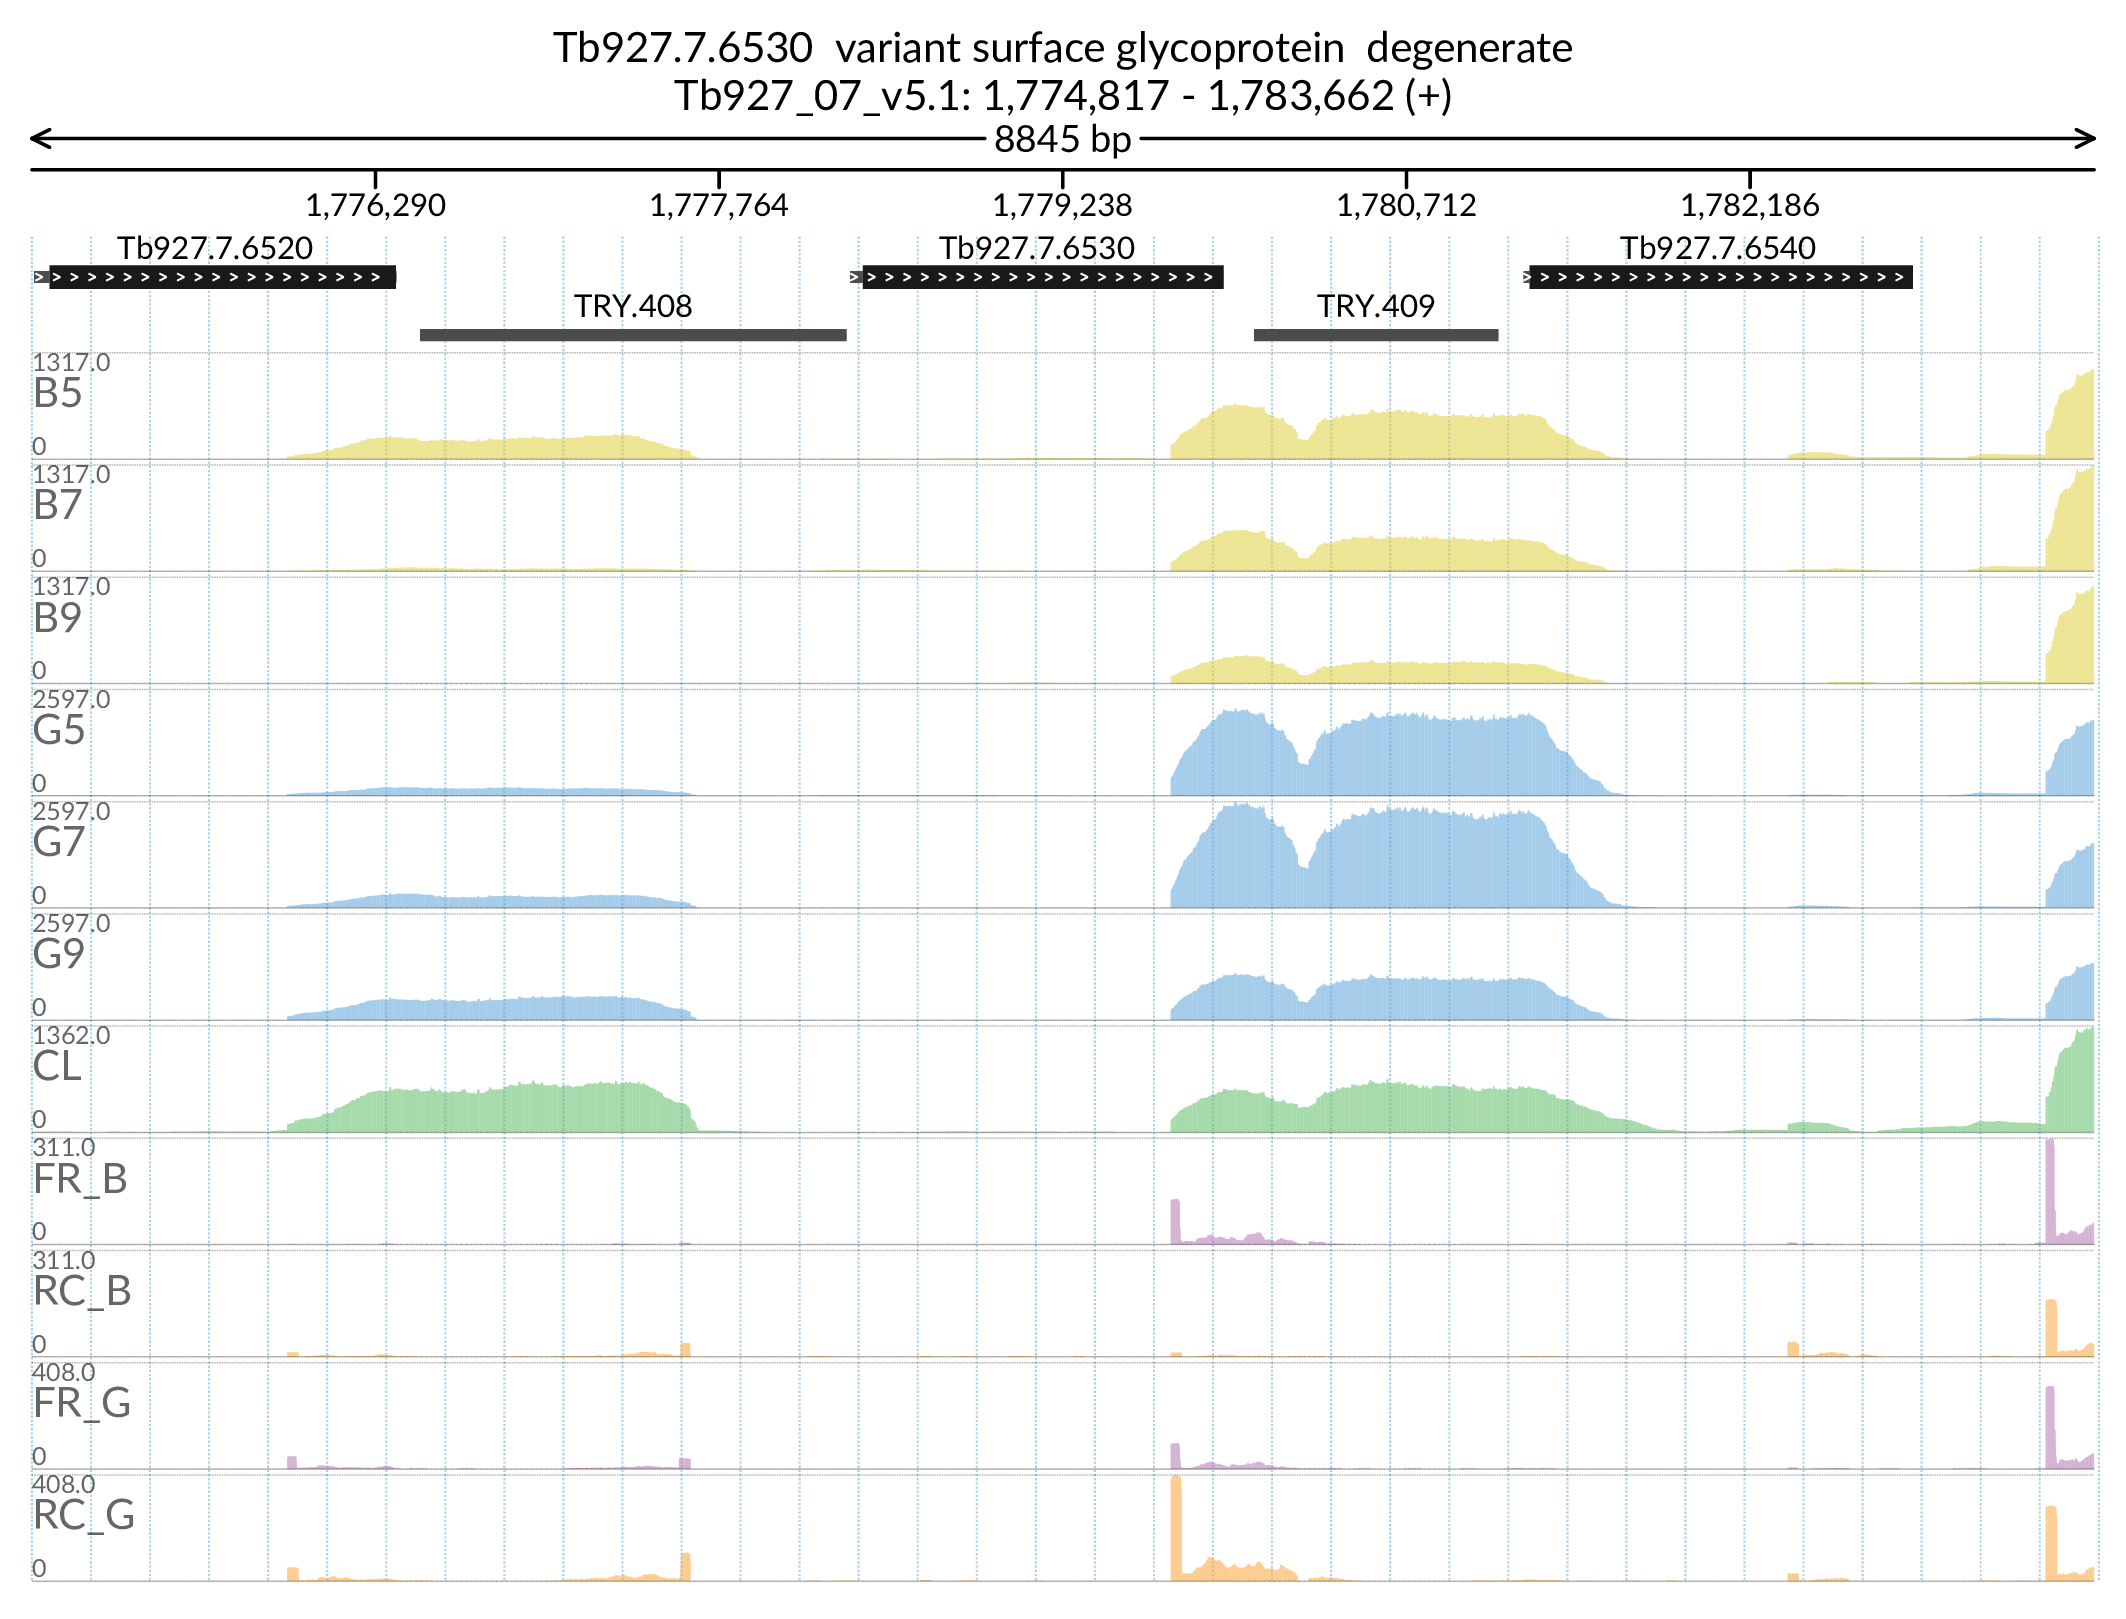 Tb927.7.6530  variant surface glycoprotein  degenerate
Tb927_07_v5.1: 1,774,817 - 1,783,662 (+)
8845 bp
1,776,290 1,777,764 1,779,238 1,780,712 1,782,186
Tb927.7.6520 Tb927.7.6530 Tb927.7.6540
TRY.408 TRY.409
1317.0
B5
0
1317.0
B7
0
1317.0
B9
0
2597.0
G5
0
2597.0
G7
0
2597.0
G9
0
1362.0
CL
0
311.0
FR_B
0
311.0
RC_B
0
408.0
FR_G
0
408.0
RC_G
0